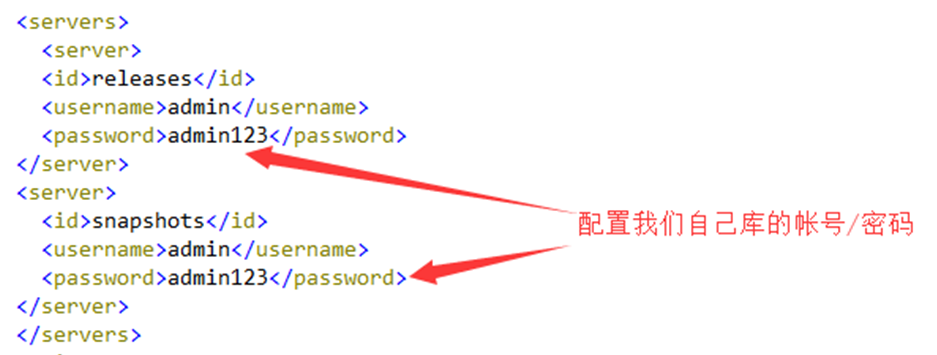 <servers>
<server>
<id>releases</id>
<username>admin</username>
<password>admin123</password>
</server>
<server>
<id>snapshots</id>
<username>admin</username>
<password>admin123</password>
</server>
</servers>
配置我们自己库的帐号/密码